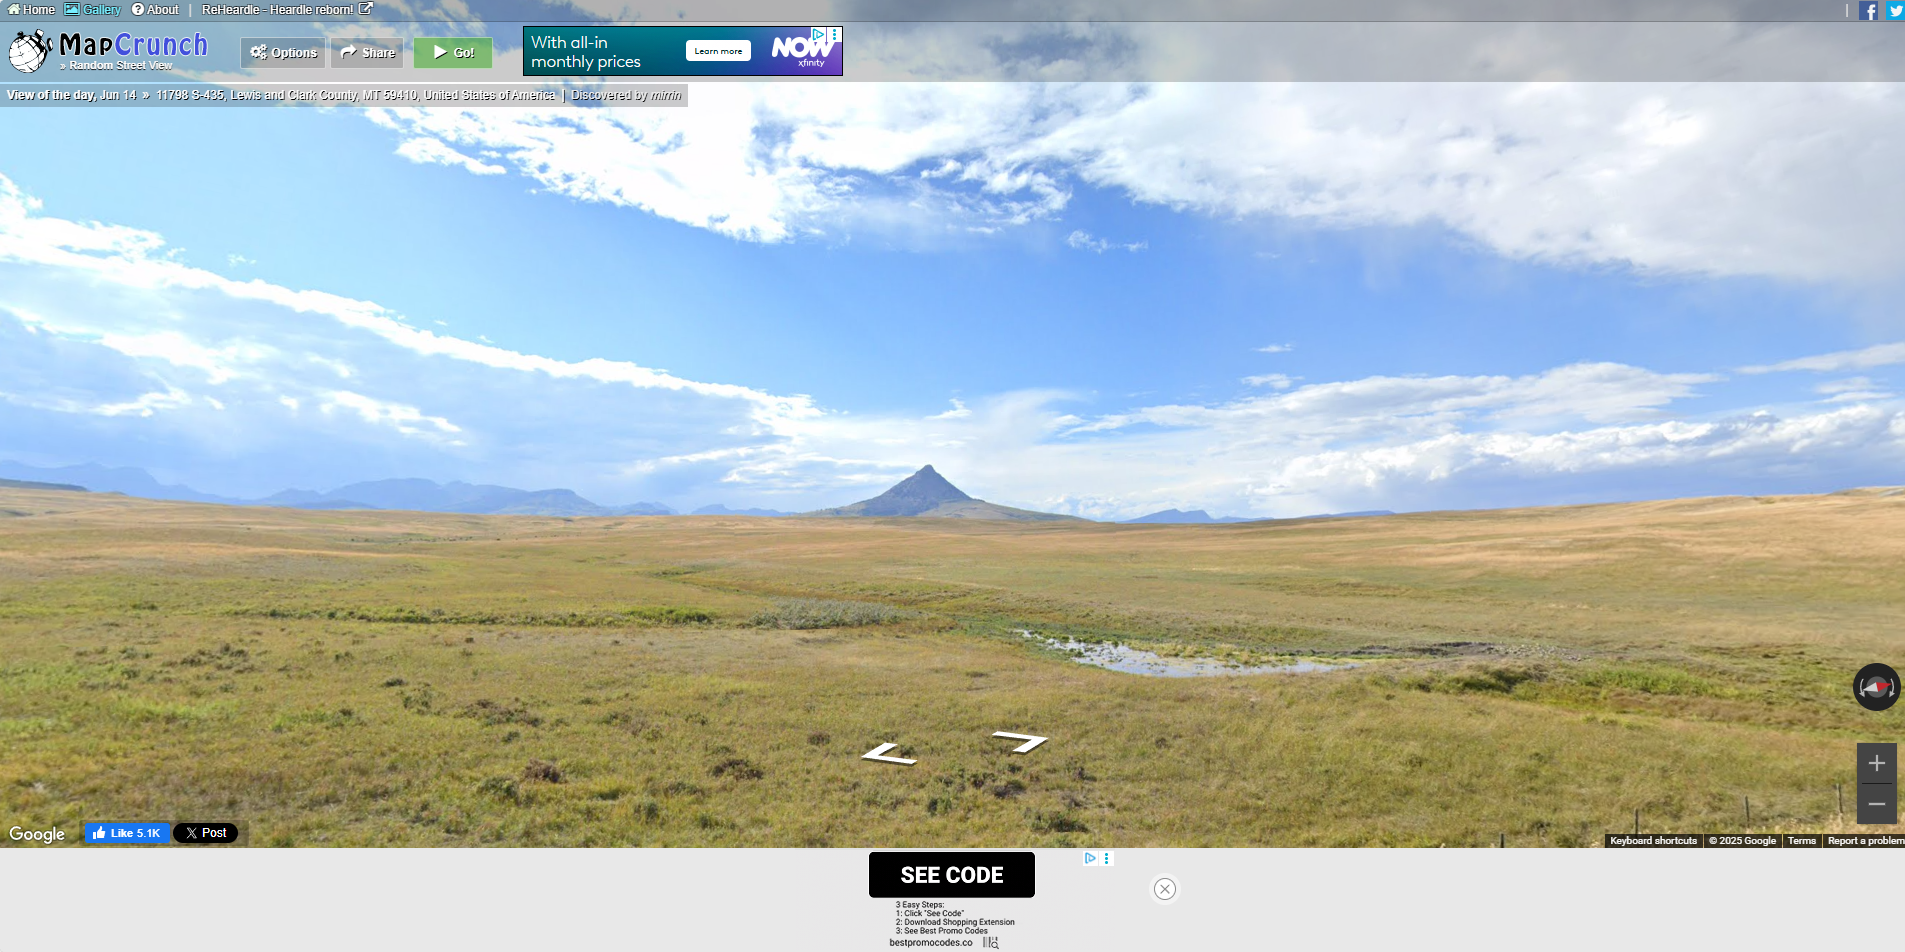 Home Gallery About | ReHeardle - Heardle reborn! |
MapCrunch
» Random Street View
Options Share Go!
With all-in
monthly prices
Learn more
NOW
xfinity
View of the day, Jun 14 » 11798 S-435, Lewis and Clark County, MT 59410, United States of America | Discovered by mirrin
Google
Like 5.1K
Post
Keyboard shortcuts © 2025 Google Terms Report a problem
SEE CODE
3 Easy Steps:
1: Click "See Code"
2: Download Shopping Extension
3: See Best Promo Codes
bestpromocodes.co